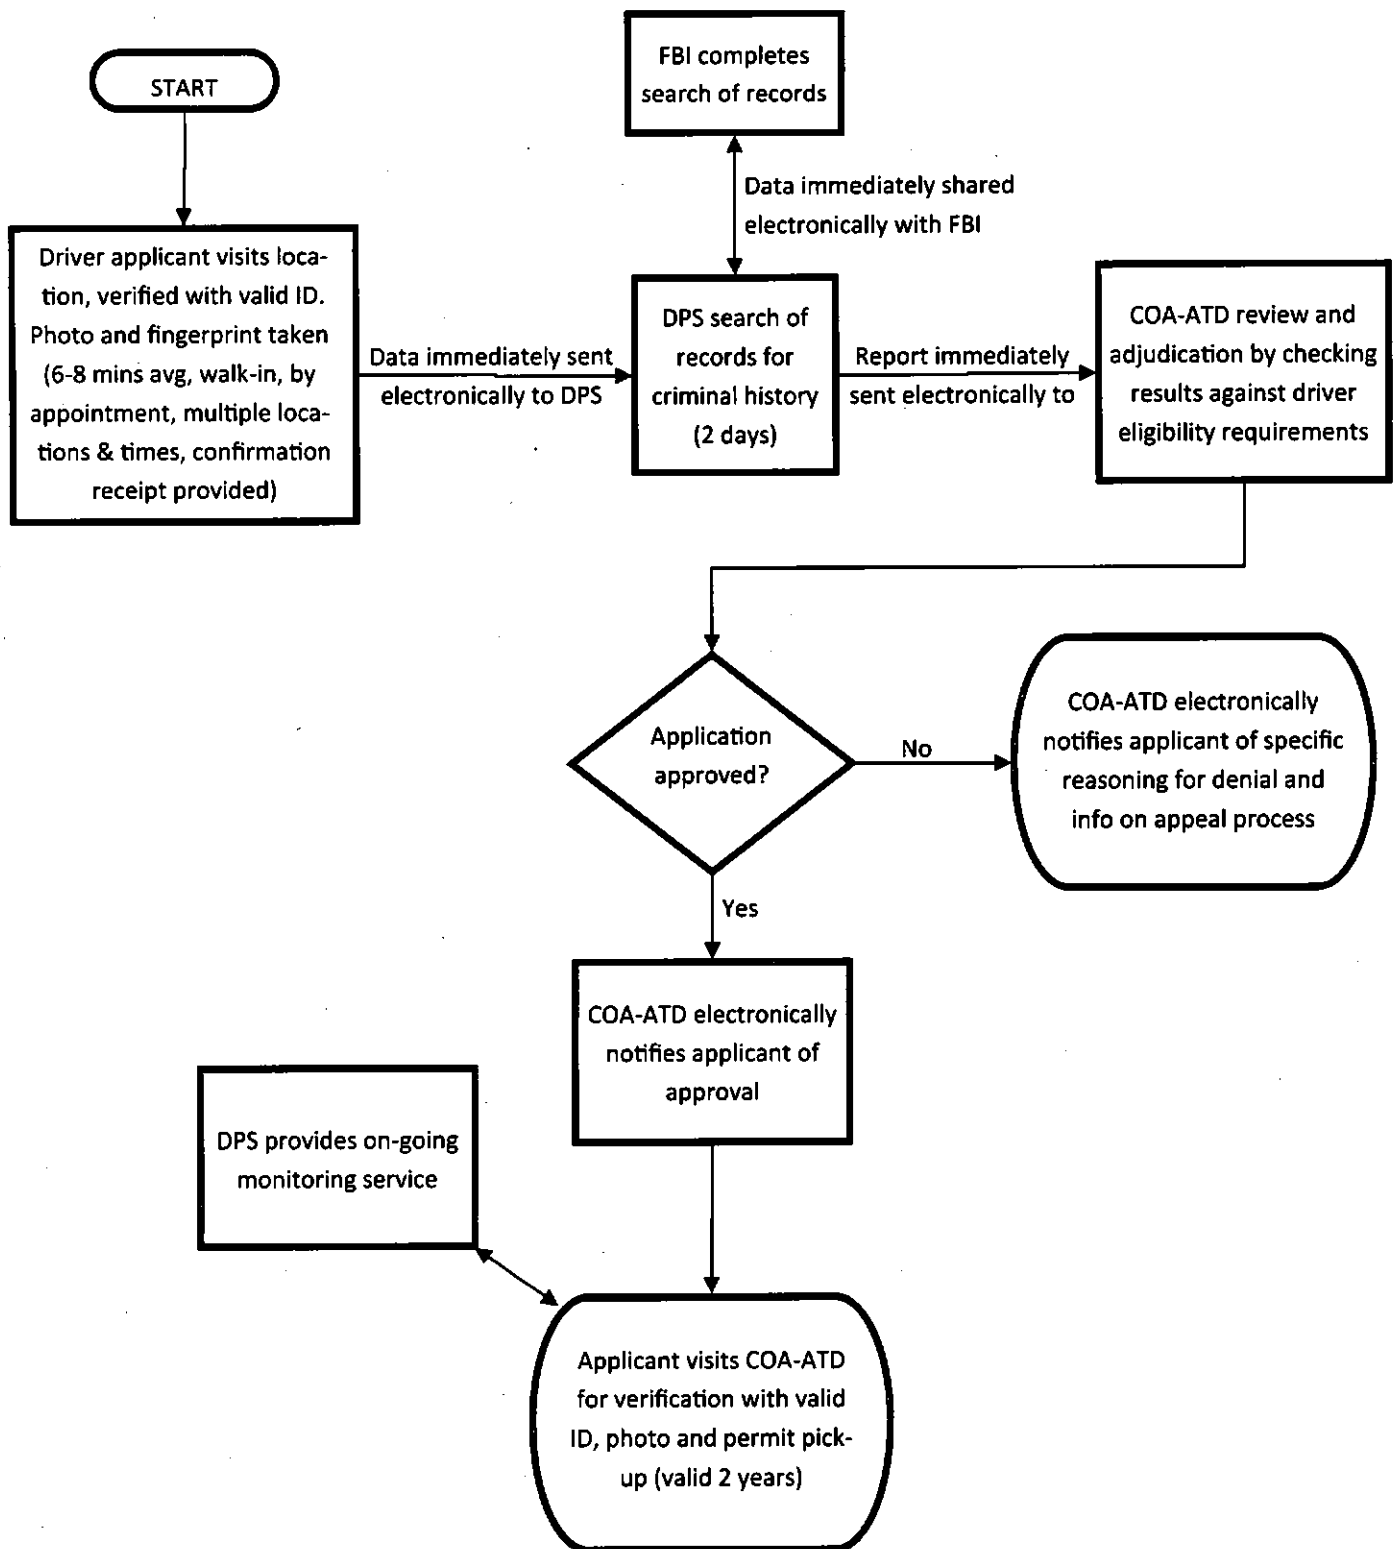 START
FBI completes
search of records
Data immediately shared
electronically with FBI
Driver applicant visits loca-
tion, verified with valid ID.
Photo and fingerprint taken
(6-8 mins avg, walk-in, by
appointment, multiple loca-
tions & times, confirmation
receipt provided)
Data immediately sent
electronically to DPS
DPS search of
records for
criminal history
(2 days)
Report immediately
sent electronically to
COA-ATD review and
adjudication by checking
results against driver
eligibility requirements
Application
approved?
No
COA-ATD electronically
notifies applicant of specific
reasoning for denial and
info on appeal process
Yes
COA-ATD electronically
notifies applicant of
approval
DPS provides on-going
monitoring service
Applicant visits COA-ATD
for verification with valid
ID, photo and permit pick-
up (valid 2 years)